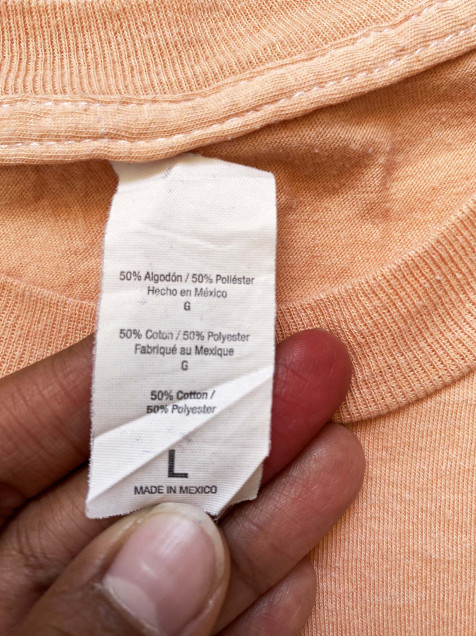 50% Algodón / 50% Poliéster
Hecho en México
G
50% Coton / 50% Polyester
Fabriqué au Mexique
G
50% Cotton /
50% Polyester
L
MADE IN MEXICO